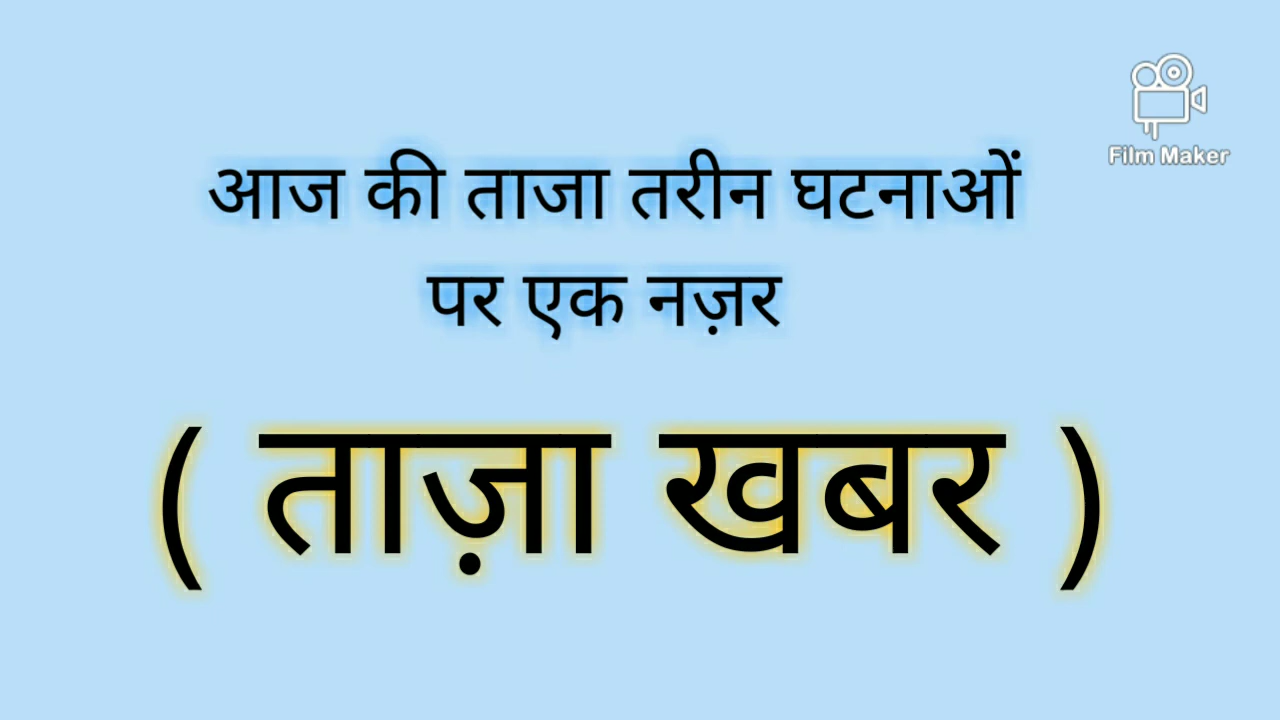 Film Maker
आज की ताजा तरीन घटनाओं
पर एक नज़र
( ताज़ा खबर )